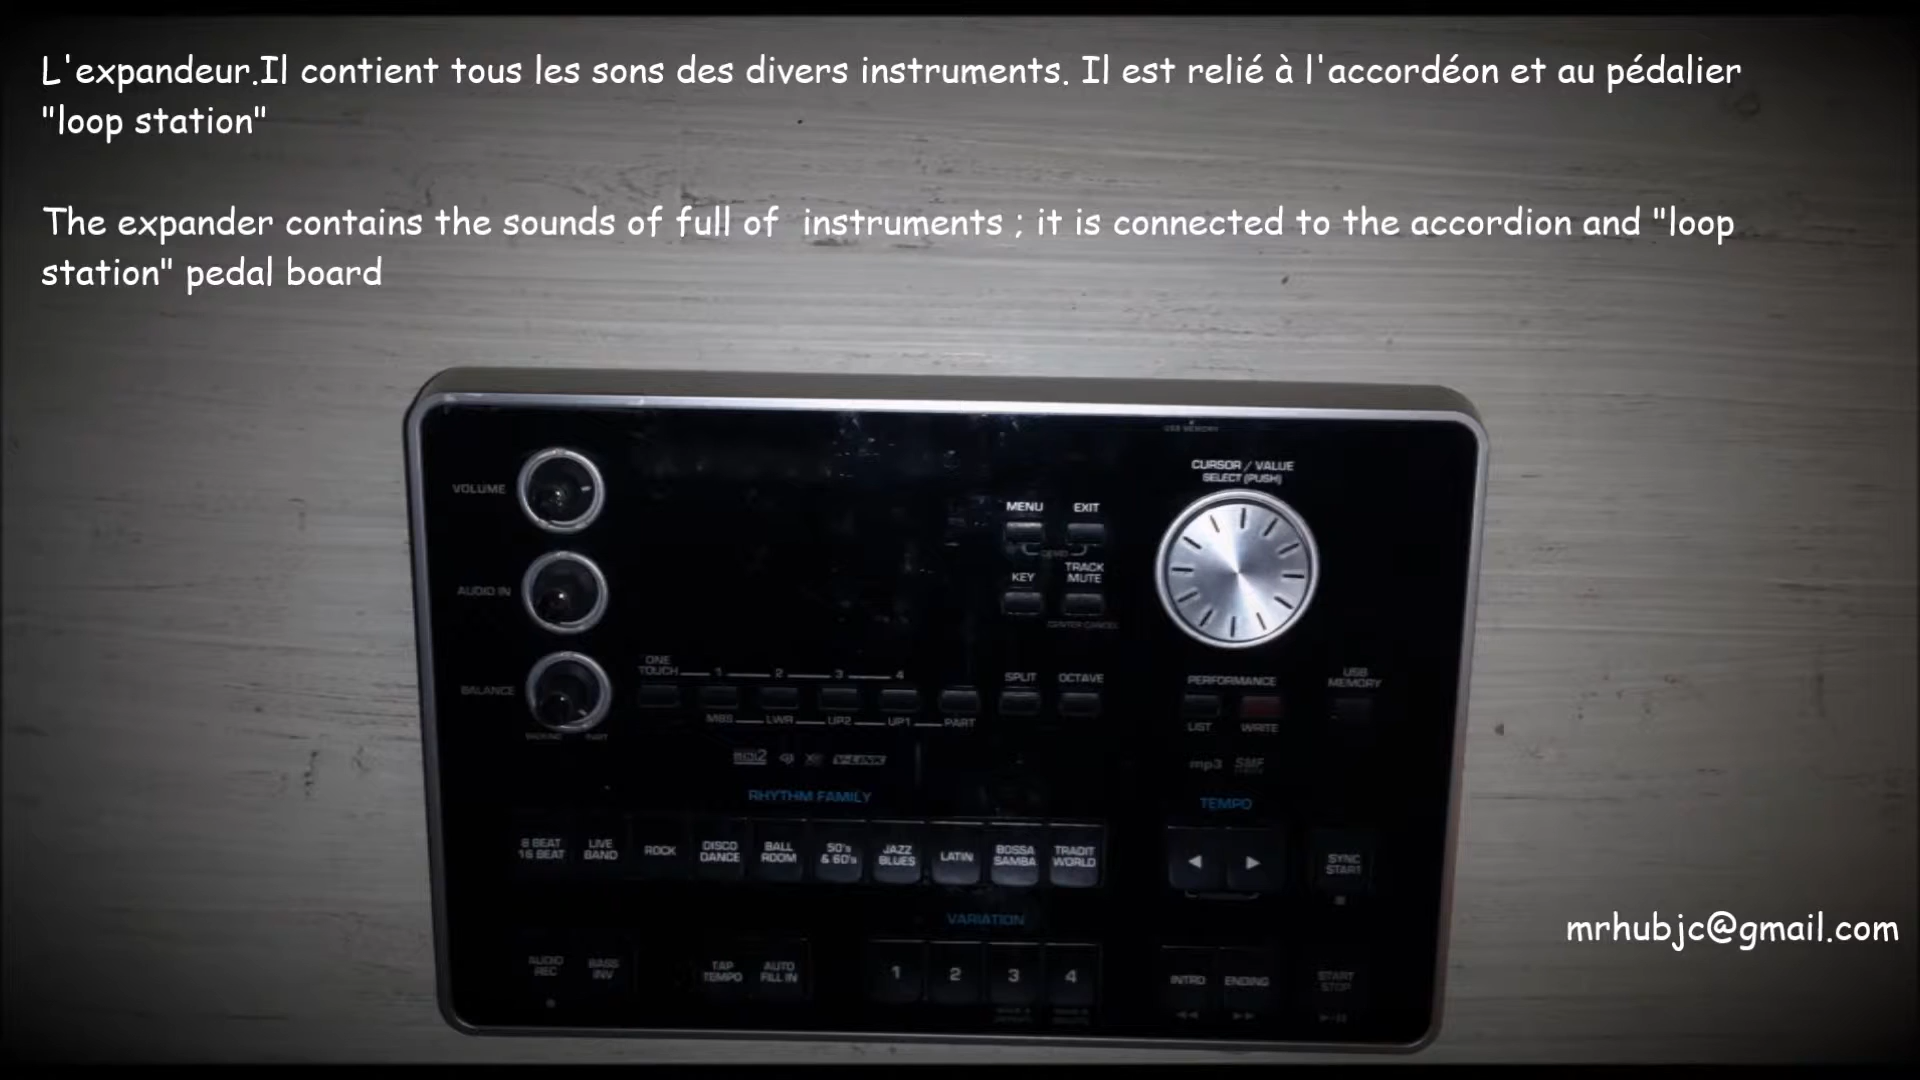 L'expandeur.Il contient tous les sons des divers instruments. Il est relié à l'accordéon et au pédalier
"loop station"
The expander contains the sounds of full of  instruments ; it is connected to the accordion and "loop
station" pedal board
USB MEMORY
CURSOR / VALUE
SELECT (PUSH)
VOLUME
MENU EXIT
AUDIO IN
KEY TRACK MUTE
CENTER CANCEL
ONE TOUCH 1 2 3 4
SPLIT OCTAVE
PERFORMANCE
USB MEMORY
BALANCE
MBS LWR UP2 UP1 PART
LIST WRITE
V-LINK
mp3 SMF
RHYTHM FAMILY
TEMPO
8 BEAT 16 BEAT
LIVE BAND
ROCK
DISCO DANCE
BALL ROOM
50's & 60's
JAZZ BLUES
LATIN
BOSSA SAMBA
TRADIT WORLD
SYNC START
VARIATION
mrhubjc@gmail.com
AUDIO REC
BASS INV
TAP TEMPO
AUTO FILL IN
1 2 3 4
INTRO ENDING
START STOP